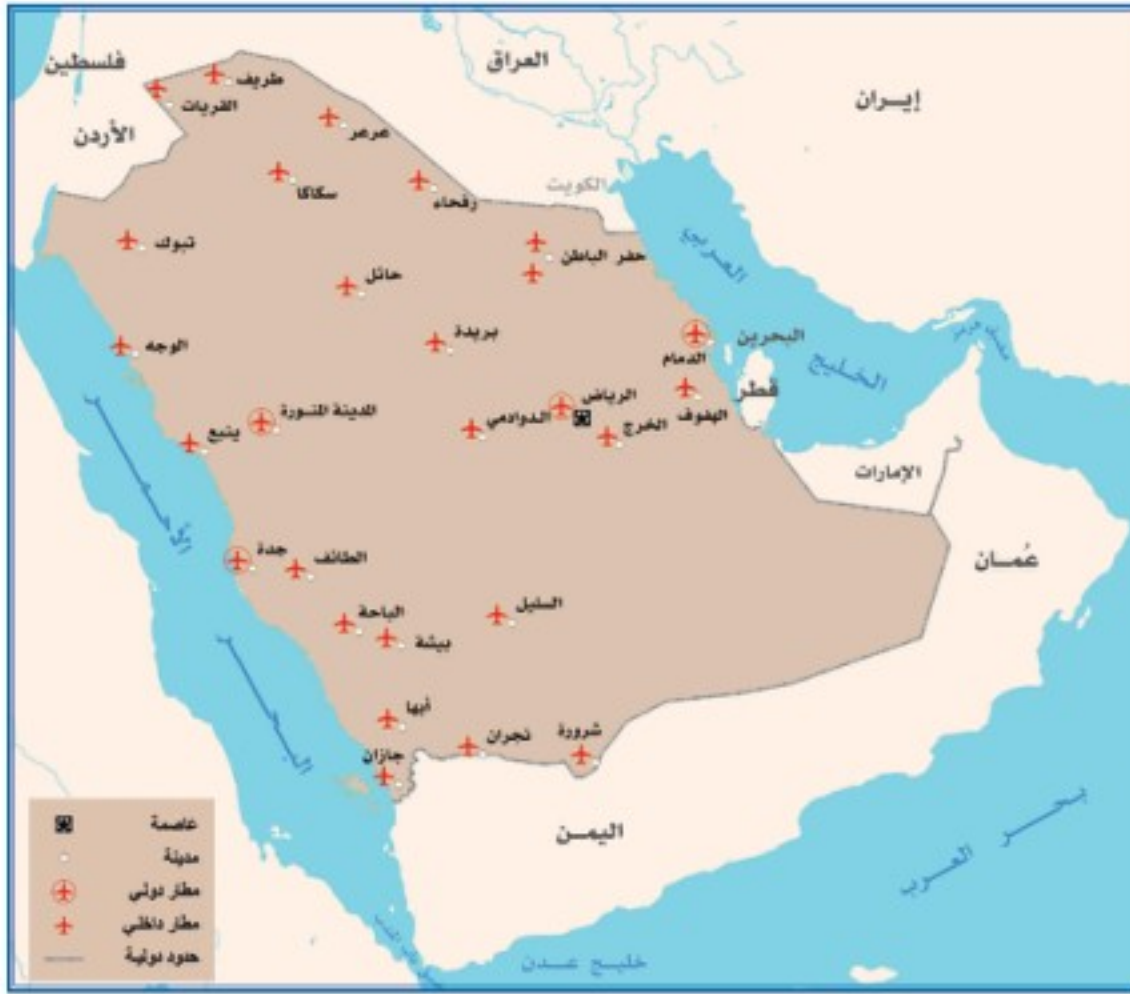 فلسطين
العراق
إيران
الأردن
الكويت
طريف
القريات
عرعر
سكاكا
رفحاء
تبوك
حائل
حفر الباطن
العربي
الخليج
الوجه
بريدة
الدمام
البحرين
قطر
الهفوف
الرياض
الخرج
الدوادمي
المدينة المنورة
ينبع
الإمارات
عُمان
جدة
الطائف
الباحة
بيشة
السليل
أبها
جازان
نجران
شرورة
اليمن
البحر
الأحمر
بحر العرب
خليج عدن
عاصمة
مدينة
مطار دولي
مطار داخلي
حدود دولية